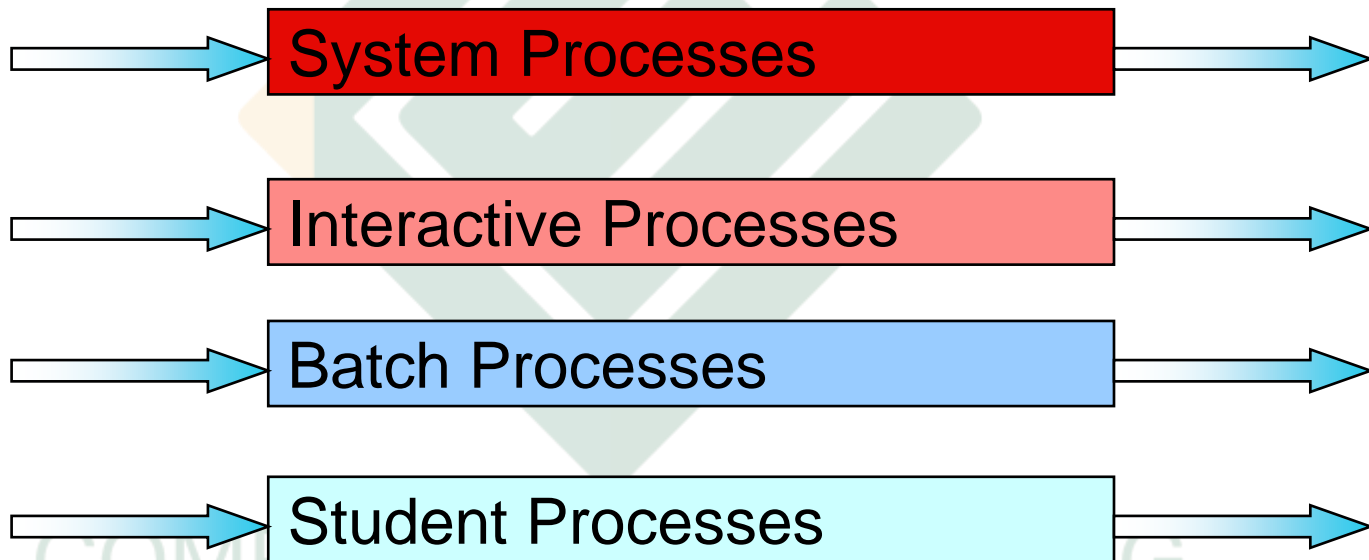 System Processes
Interactive Processes
Batch Processes
Student Processes